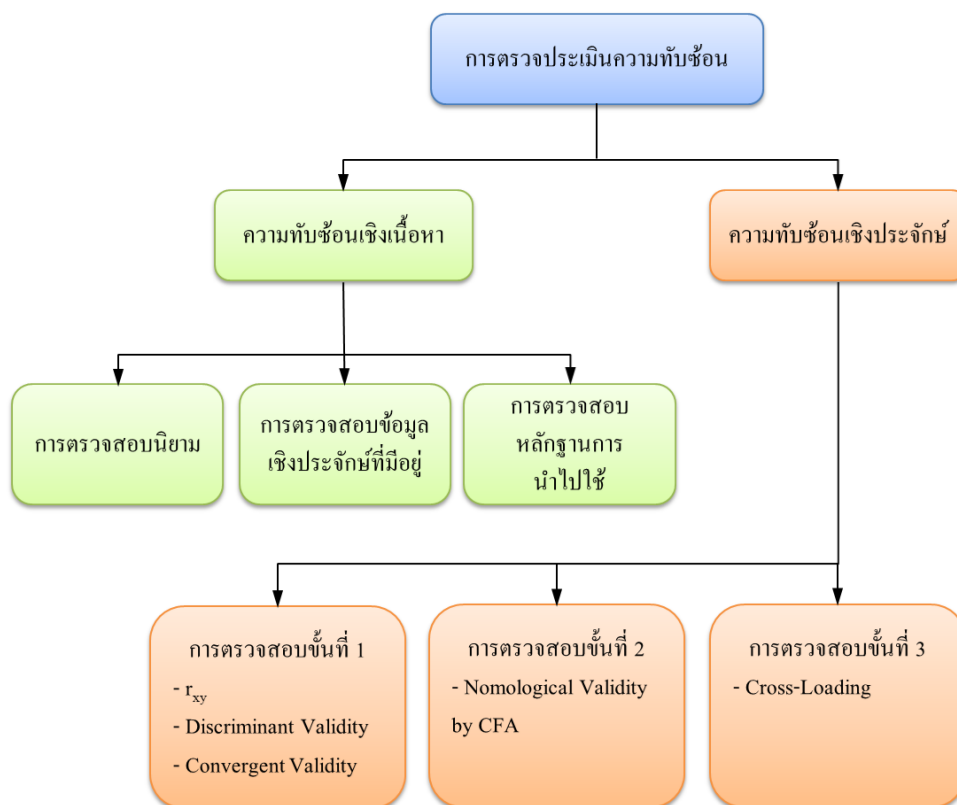 การตรวจประเมินความทับซ้อน
ความทับซ้อนเชิงเนื้อหา
ความทับซ้อนเชิงประจักษ์
การตรวจสอบนิยาม
การตรวจสอบข้อมูล
เชิงประจักษ์ที่มีอยู่
การตรวจสอบ
หลักฐานการ
นำไปใช้
การตรวจสอบขั้นที่ 1
- rxy
- Discriminant Validity
- Convergent Validity
การตรวจสอบขั้นที่ 2
- Nomological Validity
by CFA
การตรวจสอบขั้นที่ 3
- Cross-Loading